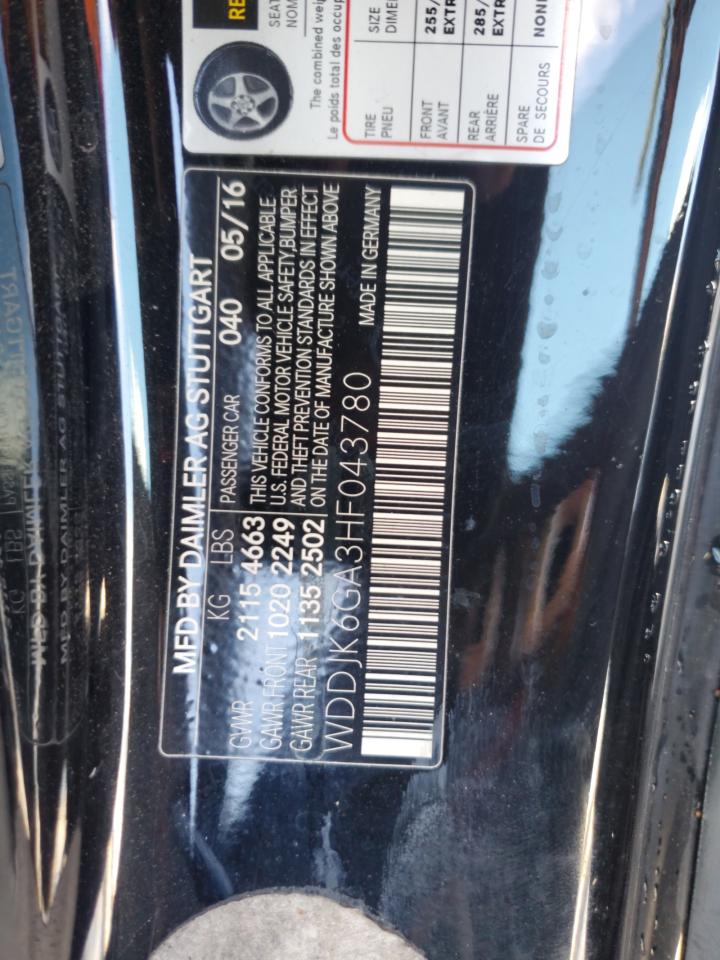 MFD BY DAIMLER AG STUTTGART
KG LBS PASSENGER CAR 040 05/16
GVWR 2115 4663
GAWR FRONT 1020 2249
GAWR REAR 1135 2502
THIS VEHICLE CONFORMS TO ALL APPLICABLE
U.S. FEDERAL MOTOR VEHICLE SAFETY,BUMPER
AND THEFT PREVENTION STANDARDS IN EFFECT
ON THE DATE OF MANUFACTURE SHOWN ABOVE
WDDJK6GA3HF043780
MADE IN GERMANY
The combined
Le poids total des
TIRE
PNEU
SIZE
FRONT
AVANT
255/
REAR
ARRIÈRE
285/
SPARE
DE SECOURS